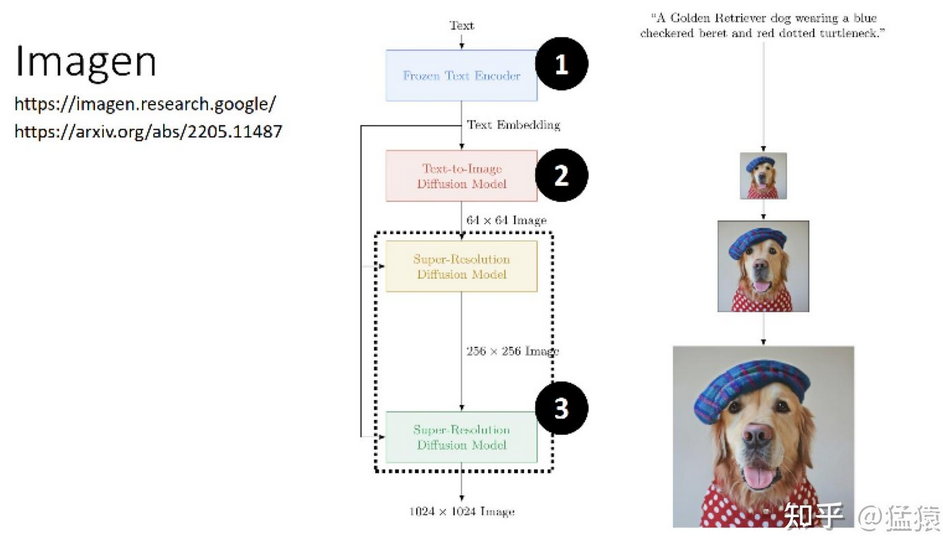 Imagen
https://imagen.research.google/
https://arxiv.org/abs/2205.11487
Text
Frozen Text Encoder
1
Text Embedding
Text-to-Image
Diffusion Model
2
64 × 64 Image
Super-Resolution
Diffusion Model
256 × 256 Image
3
Super-Resolution
Diffusion Model
1024 × 1024 Image
“A Golden Retriever dog wearing a blue
checkered beret and red dotted turtleneck.”
知乎 @猛猿